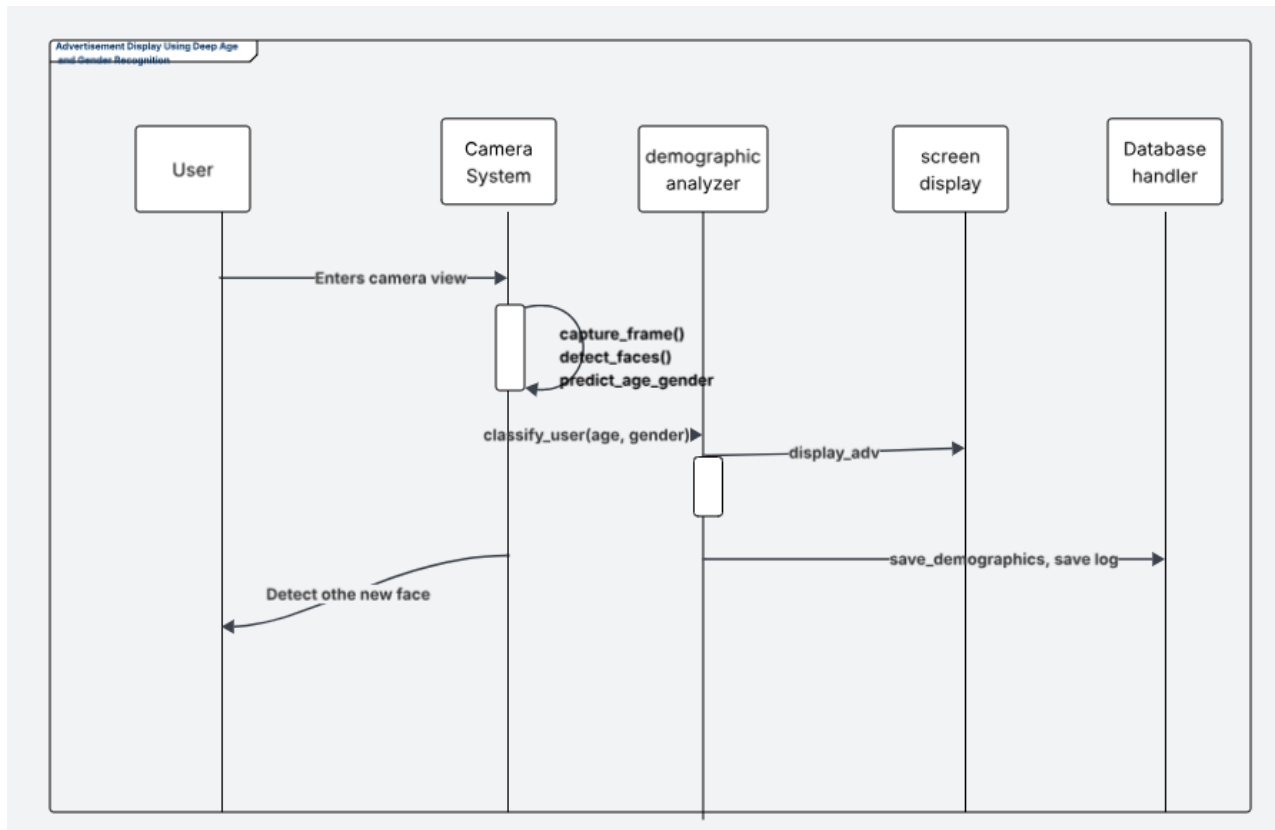 Advertisement Display Using Deep Age
and Gender Recognition
User
Camera
System
demographic
analyzer
screen
display
Database
handler
Enters camera view
capture_frame()
detect_faces()
predict_age_gender
classify_user(age, gender)
display_adv
save_demographics, save log
Detect othe new face